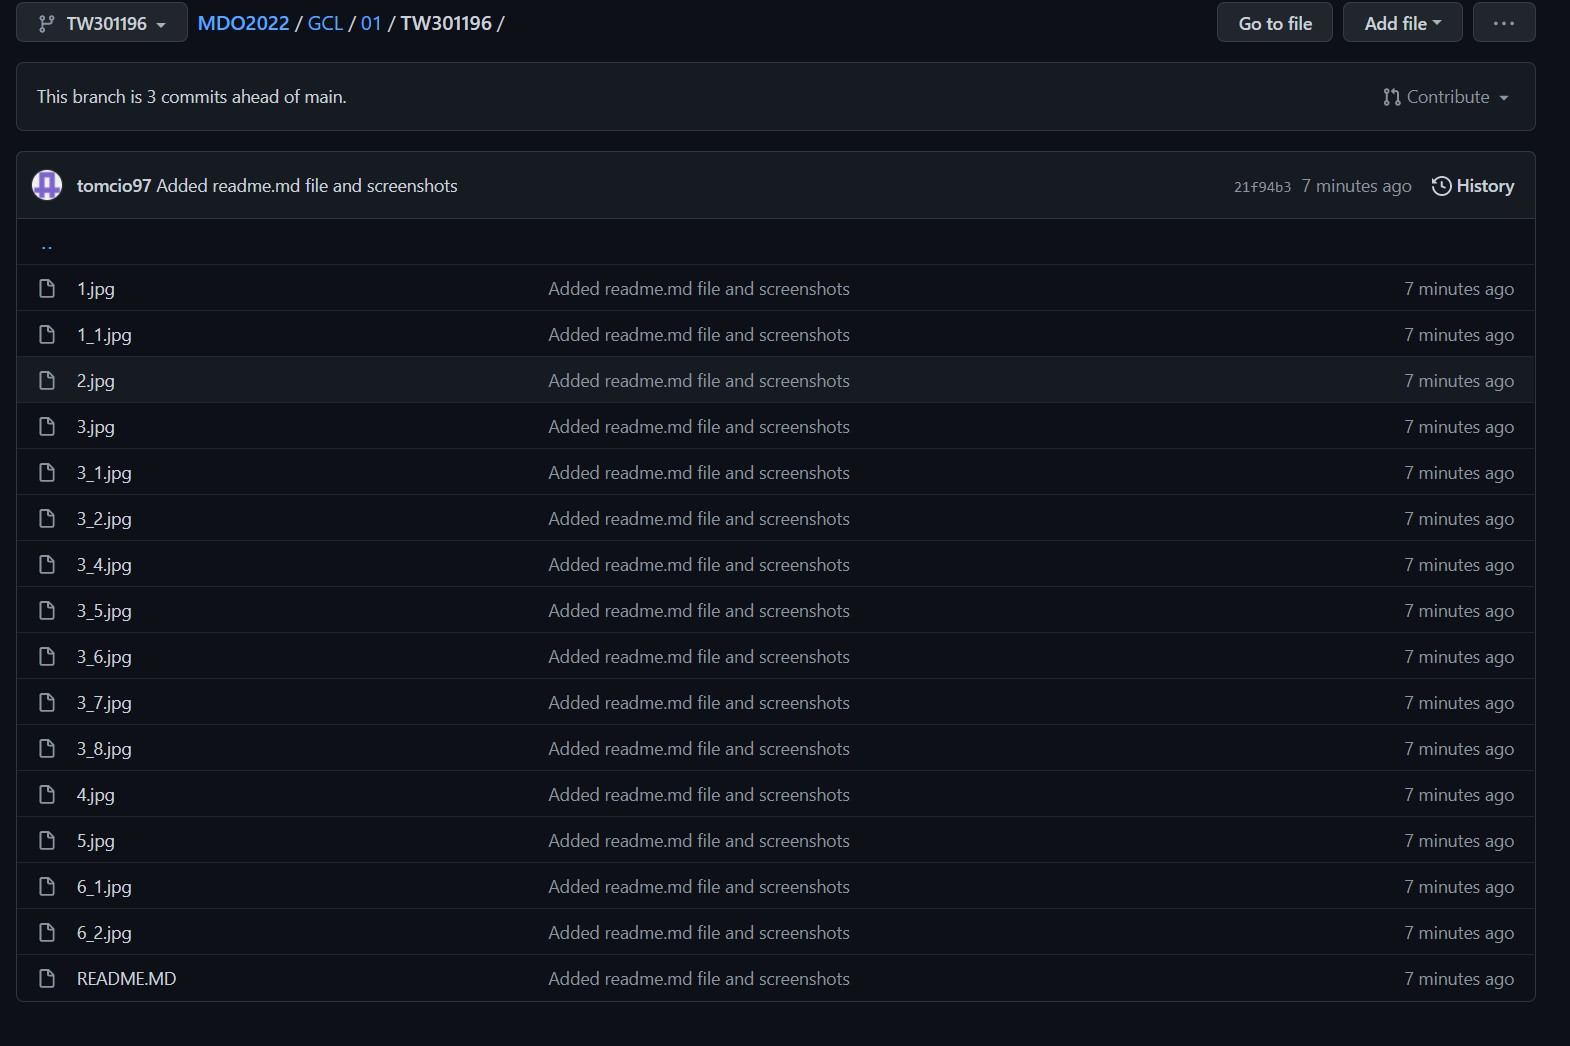 TW301196 MDO2022 / GCL / 01 / TW301196 / Go to file Add file ...
This branch is 3 commits ahead of main. Contribute
tomcio97 Added readme.md file and screenshots 21f94b3 7 minutes ago History
..
1.jpg Added readme.md file and screenshots 7 minutes ago
1_1.jpg Added readme.md file and screenshots 7 minutes ago
2.jpg Added readme.md file and screenshots 7 minutes ago
3.jpg Added readme.md file and screenshots 7 minutes ago
3_1.jpg Added readme.md file and screenshots 7 minutes ago
3_2.jpg Added readme.md file and screenshots 7 minutes ago
3_4.jpg Added readme.md file and screenshots 7 minutes ago
3_5.jpg Added readme.md file and screenshots 7 minutes ago
3_6.jpg Added readme.md file and screenshots 7 minutes ago
3_7.jpg Added readme.md file and screenshots 7 minutes ago
3_8.jpg Added readme.md file and screenshots 7 minutes ago
4.jpg Added readme.md file and screenshots 7 minutes ago
5.jpg Added readme.md file and screenshots 7 minutes ago
6_1.jpg Added readme.md file and screenshots 7 minutes ago
6_2.jpg Added readme.md file and screenshots 7 minutes ago
README.MD Added readme.md file and screenshots 7 minutes ago